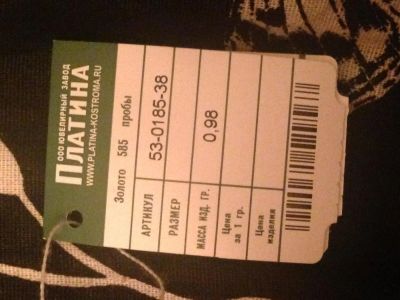 ООО ЮВЕЛИРНЫЙ ЗАВОД
ПЛАТИНА
WWW.PLATINA-KOSTROMA.RU
Золото 585 пробы
АРТИКУЛ 53-0185-38
РАЗМЕР
МАССА ИЗД. ГР. 0,98
Цена
за 1 гр.
Цена
изделия